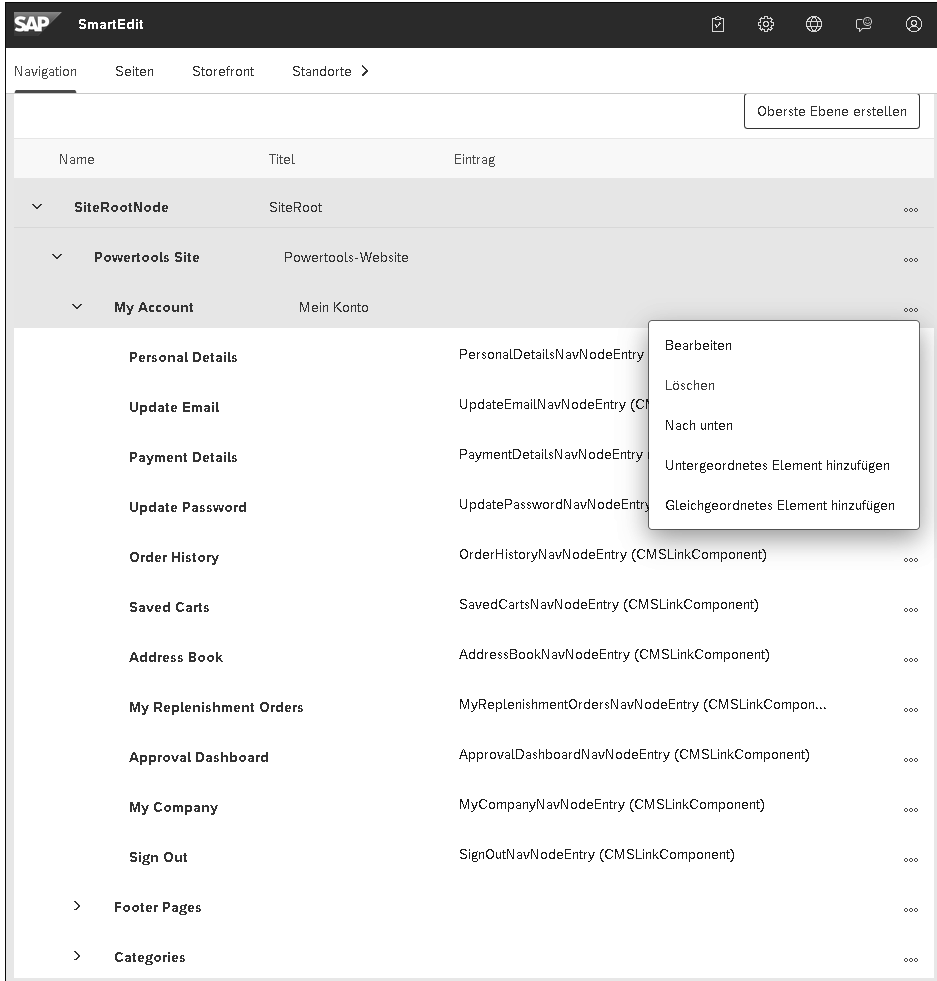 SAP SmartEdit
Navigation Seiten Storefront Standorte
Oberste Ebene erstellen
Name Titel Eintrag
SiteRootNode SiteRoot
Powertools Site Powertools-Website
My Account Mein Konto
Bearbeiten
Löschen
Nach unten
Untergeordnetes Element hinzufügen
Gleichgeordnetes Element hinzufügen
Personal Details PersonalDetailsNavNodeEntry
Update Email UpdateEmailNavNodeEntry (CM
Payment Details PaymentDetailsNavNodeEntry
Update Password UpdatePasswordNavNodeEntry
Order History OrderHistoryNavNodeEntry (CMSLinkComponent)
Saved Carts SavedCartsNavNodeEntry (CMSLinkComponent)
Address Book AddressBookNavNodeEntry (CMSLinkComponent)
My Replenishment Orders MyReplenishmentOrdersNavNodeEntry (CMSLinkCompon...
Approval Dashboard ApprovalDashboardNavNodeEntry (CMSLinkComponent)
My Company MyCompanyNavNodeEntry (CMSLinkComponent)
Sign Out SignOutNavNodeEntry (CMSLinkComponent)
Footer Pages
Categories